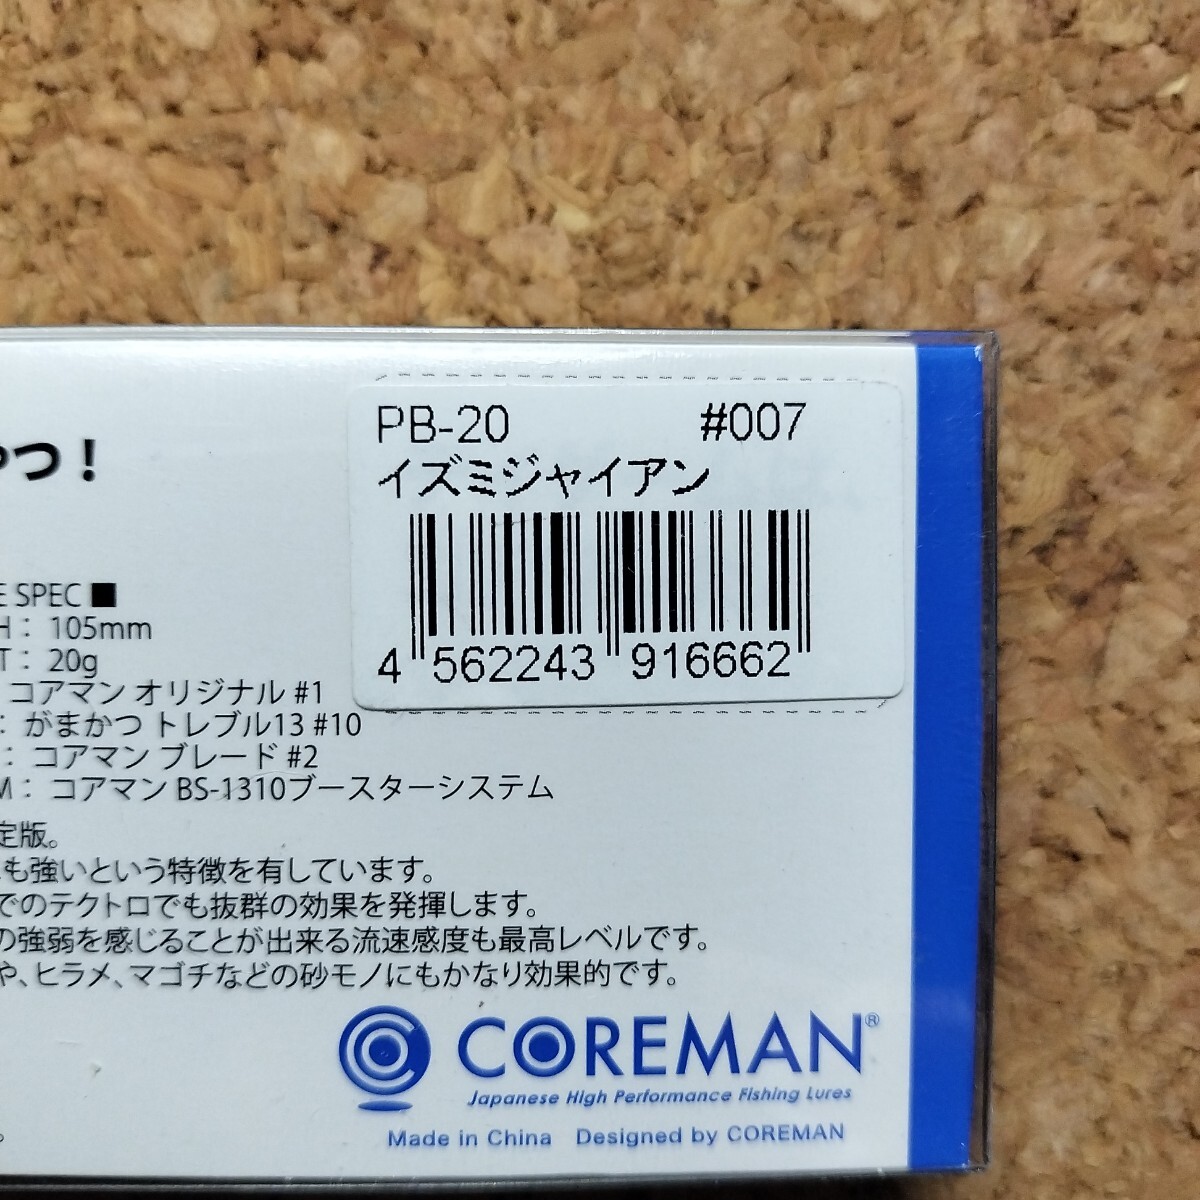 PB-20 #007
イズミジャイアン
4 562243 916662
つ！
E SPEC ■
H： 105mm
T： 20g
コアマン オリジナル #1
： がまかつ トレブル13 #10
： コアマン ブレード #2
M： コアマン BS-1310ブースターシステム
定版。
も強いという特徴を有しています。
でのテクトロでも抜群の効果を発揮します。
の強弱を感じることが出来る流速感度も最高レベルです。
や、ヒラメ、マゴチなどの砂モノにもかなり効果的です。
COREMAN®
Japanese High Performance Fishing Lures
Made in China Designed by COREMAN
。